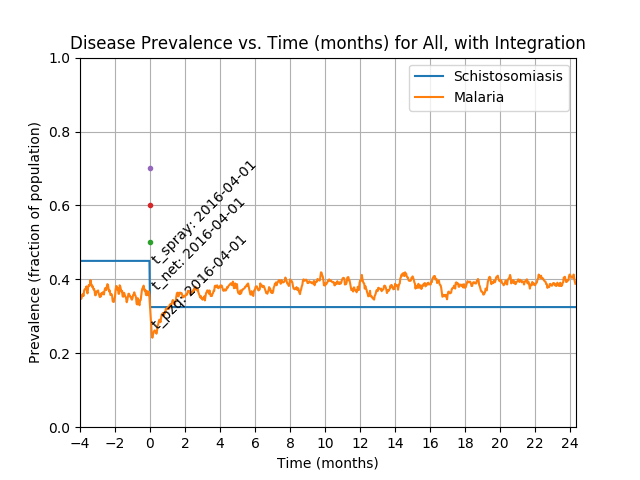 Disease Prevalence vs. Time (months) for All, with Integration
Prevalence (fraction of population)
1.0
0.8
0.6
0.4
0.2
0.0
Schistosomiasis
Malaria
t_spray: 2016-04-01
t_net: 2016-04-01
t_pzq: 2016-04-01
−4 −2 0 2 4 6 8 10 12 14 16 18 20 22 24
Time (months)